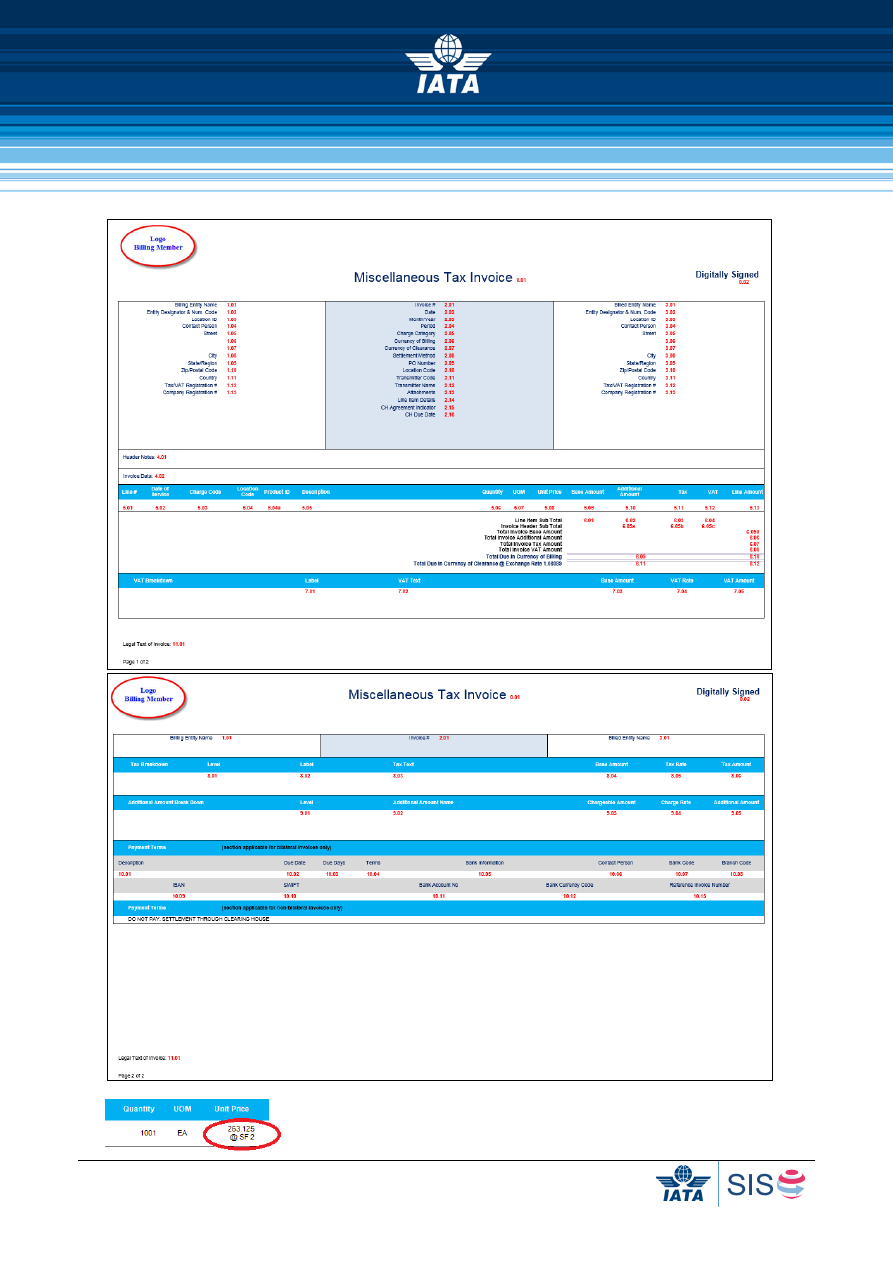 IATA
Logo
Billing Member
Miscellaneous Tax Invoice 0.01
Digitally Signed
0.02
Billing Entity Name 1.01
Entity Designator & Num. Code 1.02
Location ID 1.03
Contact Person 1.04
Street 1.05
1.06
1.07
City 1.08
State/Region 1.09
Zip/Postal Code 1.10
Country 1.11
Tax/VAT Registration # 1.12
Company Registration # 1.13
Invoice # 2.01
Date 2.02
Month/Year 2.03
Period 2.04
Charge Category 2.05
Currency of Billing 2.06
Currency of Clearance 2.07
Settlement Method 2.08
PO Number 2.09
Location Code 2.10
Transmitter Code 2.11
Transmitter Name 2.12
Attachments 2.13
Line Item Details 2.14
CH Agreement Indicator 2.15
CH Due Date 2.16
Billed Entity Name 3.01
Entity Designator & Num. Code 3.02
Location ID 3.03
Contact Person 3.04
Street 3.05
3.06
3.07
City 3.08
State/Region 3.09
Zip/Postal Code 3.10
Country 3.11
Tax/VAT Registration # 3.12
Company Registration # 3.13
Header Notes: 4.01
Invoice Data: 4.02
Line # Date of Service Charge Code Location Code Product ID Description Quantity UOM Unit Price Base Amount Additional Amount Tax VAT Line Amount
5.01 5.02 5.03 5.04 5.04a 5.05 5.06 5.07 5.08 5.09 5.10 5.11 5.12 5.13
Line Item Sub Total 6.01 6.02 6.03 6.04
Invoice Header Sub Total 6.05a 6.05b 6.05c
Total Invoice Base Amount 6.05d
Total Invoice Additional Amount 6.06
Total Invoice Tax Amount 6.07
Total Invoice VAT Amount 6.08
Total Due in Currency of Billing 6.09 6.10
Total Due in Currency of Clearance @ Exchange Rate 6.11 6.12
VAT Breakdown Label VAT Text Base Amount VAT Rate VAT Amount
7.01 7.02 7.03 7.04 7.05
Legal Text of Invoice: 11.01
Page 1 of 2
Logo
Billing Member
Miscellaneous Tax Invoice 0.01
Digitally Signed
0.02
Billing Entity Name 1.01 Invoice # 2.01 Billed Entity Name 3.01
Tax Breakdown Level Label Tax Text Base Amount Tax Rate Tax Amount
8.01 8.02 8.03 8.04 8.05 8.06
Additional Amount Break Down Level Additional Amount Name Chargeable Amount Charge Rate Additional Amount
9.01 9.02 9.03 9.04 9.05
Payment Terms (section applicable for bilateral invoices only)
Description Due Date Due Days Terms Bank Information Contact Person Bank Code Branch Code
10.01 10.02 10.03 10.04 10.05 10.06 10.07 10.08
IBAN SWIFT Bank Account No Bank Currency Code Reference Invoice Number
10.09 10.10 10.11 10.12 10.13
Payment Terms (section applicable for non-bilateral invoices only)
DO NOT PAY. SETTLEMENT THROUGH CLEARING HOUSE
Legal Text of Invoice: 11.01
Page 2 of 2
Quantity UOM Unit Price
1001 EA 263.125
@ SF 2
IATA SIS